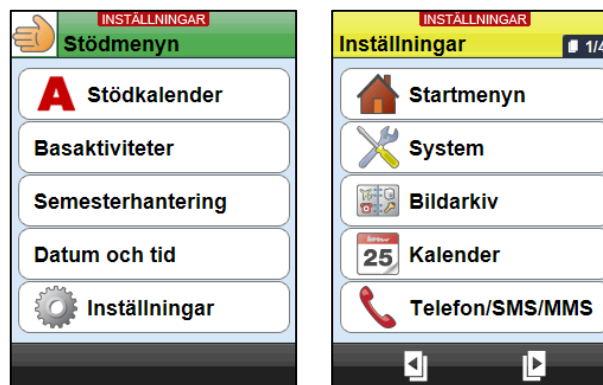 INSTÄLLNINGAR
Stödmenyn
A Stödkalender
Basaktiviteter
Semesterhantering
Datum och tid
Inställningar
INSTÄLLNINGAR
Inställningar 1/4
Startmenyn
System
Bildarkiv
25 Kalender
Telefon/SMS/MMS